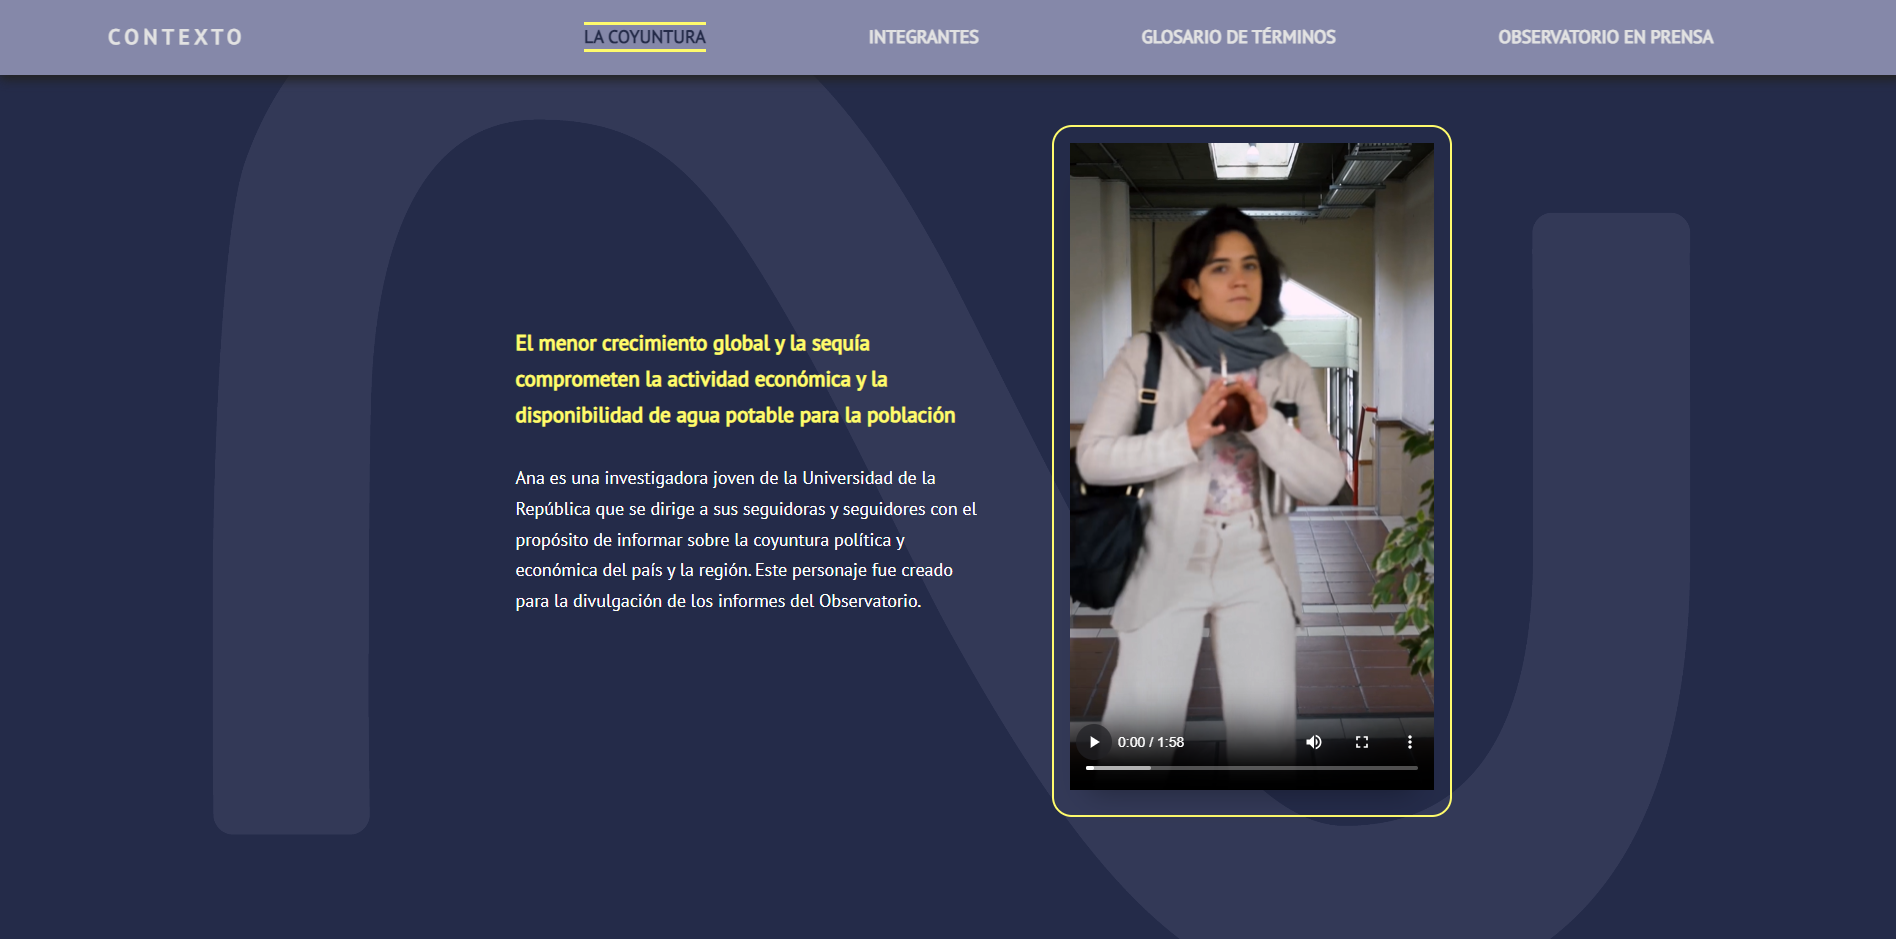 CONTEXTO
LA COYUNTURA
INTEGRANTES
GLOSARIO DE TÉRMINOS
OBSERVATORIO EN PRENSA
El menor crecimiento global y la sequía
comprometen la actividad económica y la
disponibilidad de agua potable para la población
Ana es una investigadora joven de la Universidad de la
República que se dirige a sus seguidoras y seguidores con el
propósito de informar sobre la coyuntura política y
económica del país y la región. Este personaje fue creado
para la divulgación de los informes del Observatorio.
0:00 / 1:58